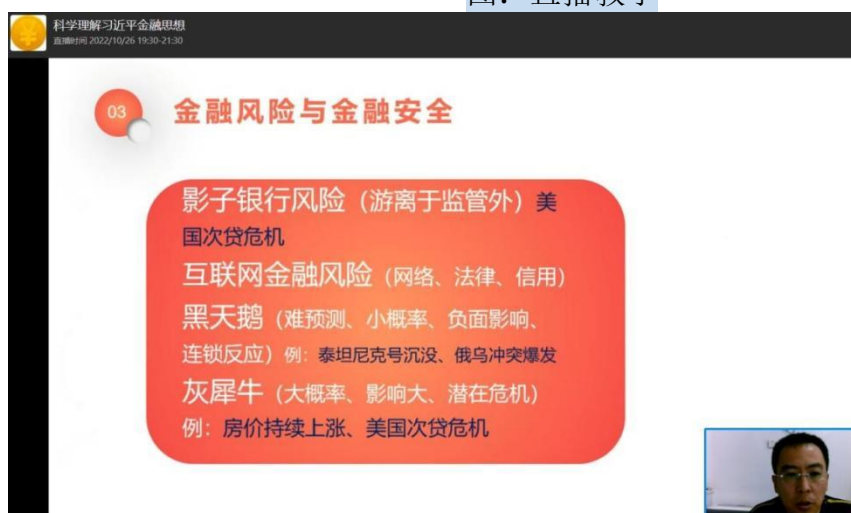 图：直播教学
科学理解习近平金融思想
直播时间 2022/10/26 19:30-21:30
03
金融风险与金融安全
影子银行风险（游离于监管外）美
国次贷危机
互联网金融风险（网络、法律、信用）
黑天鹅（难预测、小概率、负面影响、
连锁反应）例：泰坦尼克号沉没、俄乌冲突爆发
灰犀牛（大概率、影响大、潜在危机）
例：房价持续上涨、美国次贷危机